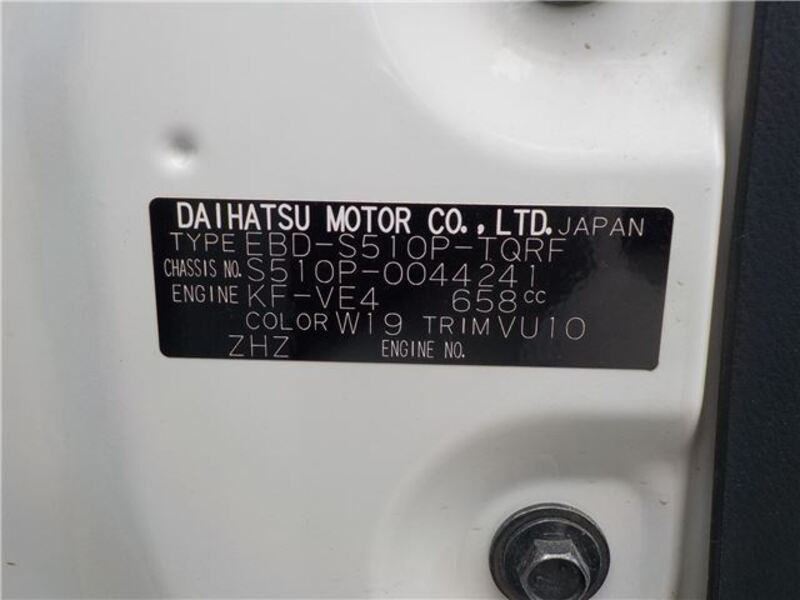 DAIHATSU MOTOR CO., LTD. JAPAN
TYPE EBD-S510P-TQRF
CHASSIS NO. S510P-0044241
ENGINE KF-VE4 658cc
COLOR W19 TRIM VU10
ZHZ ENGINE NO.